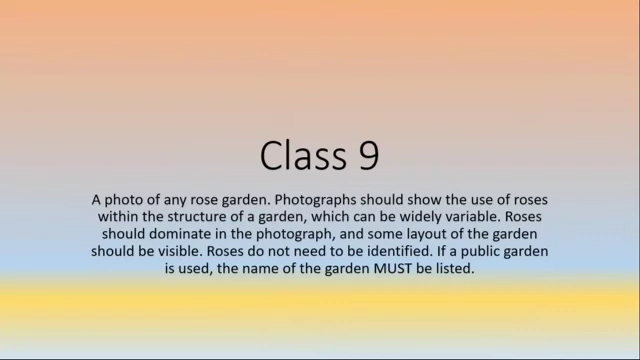 Class 9
A photo of any rose garden. Photographs should show the use of roses
within the structure of a garden, which can be widely variable. Roses
should dominate in the photograph, and some layout of the garden
should be visible. Roses do not need to be identified. If a public garden
is used, the name of the garden MUST be listed.